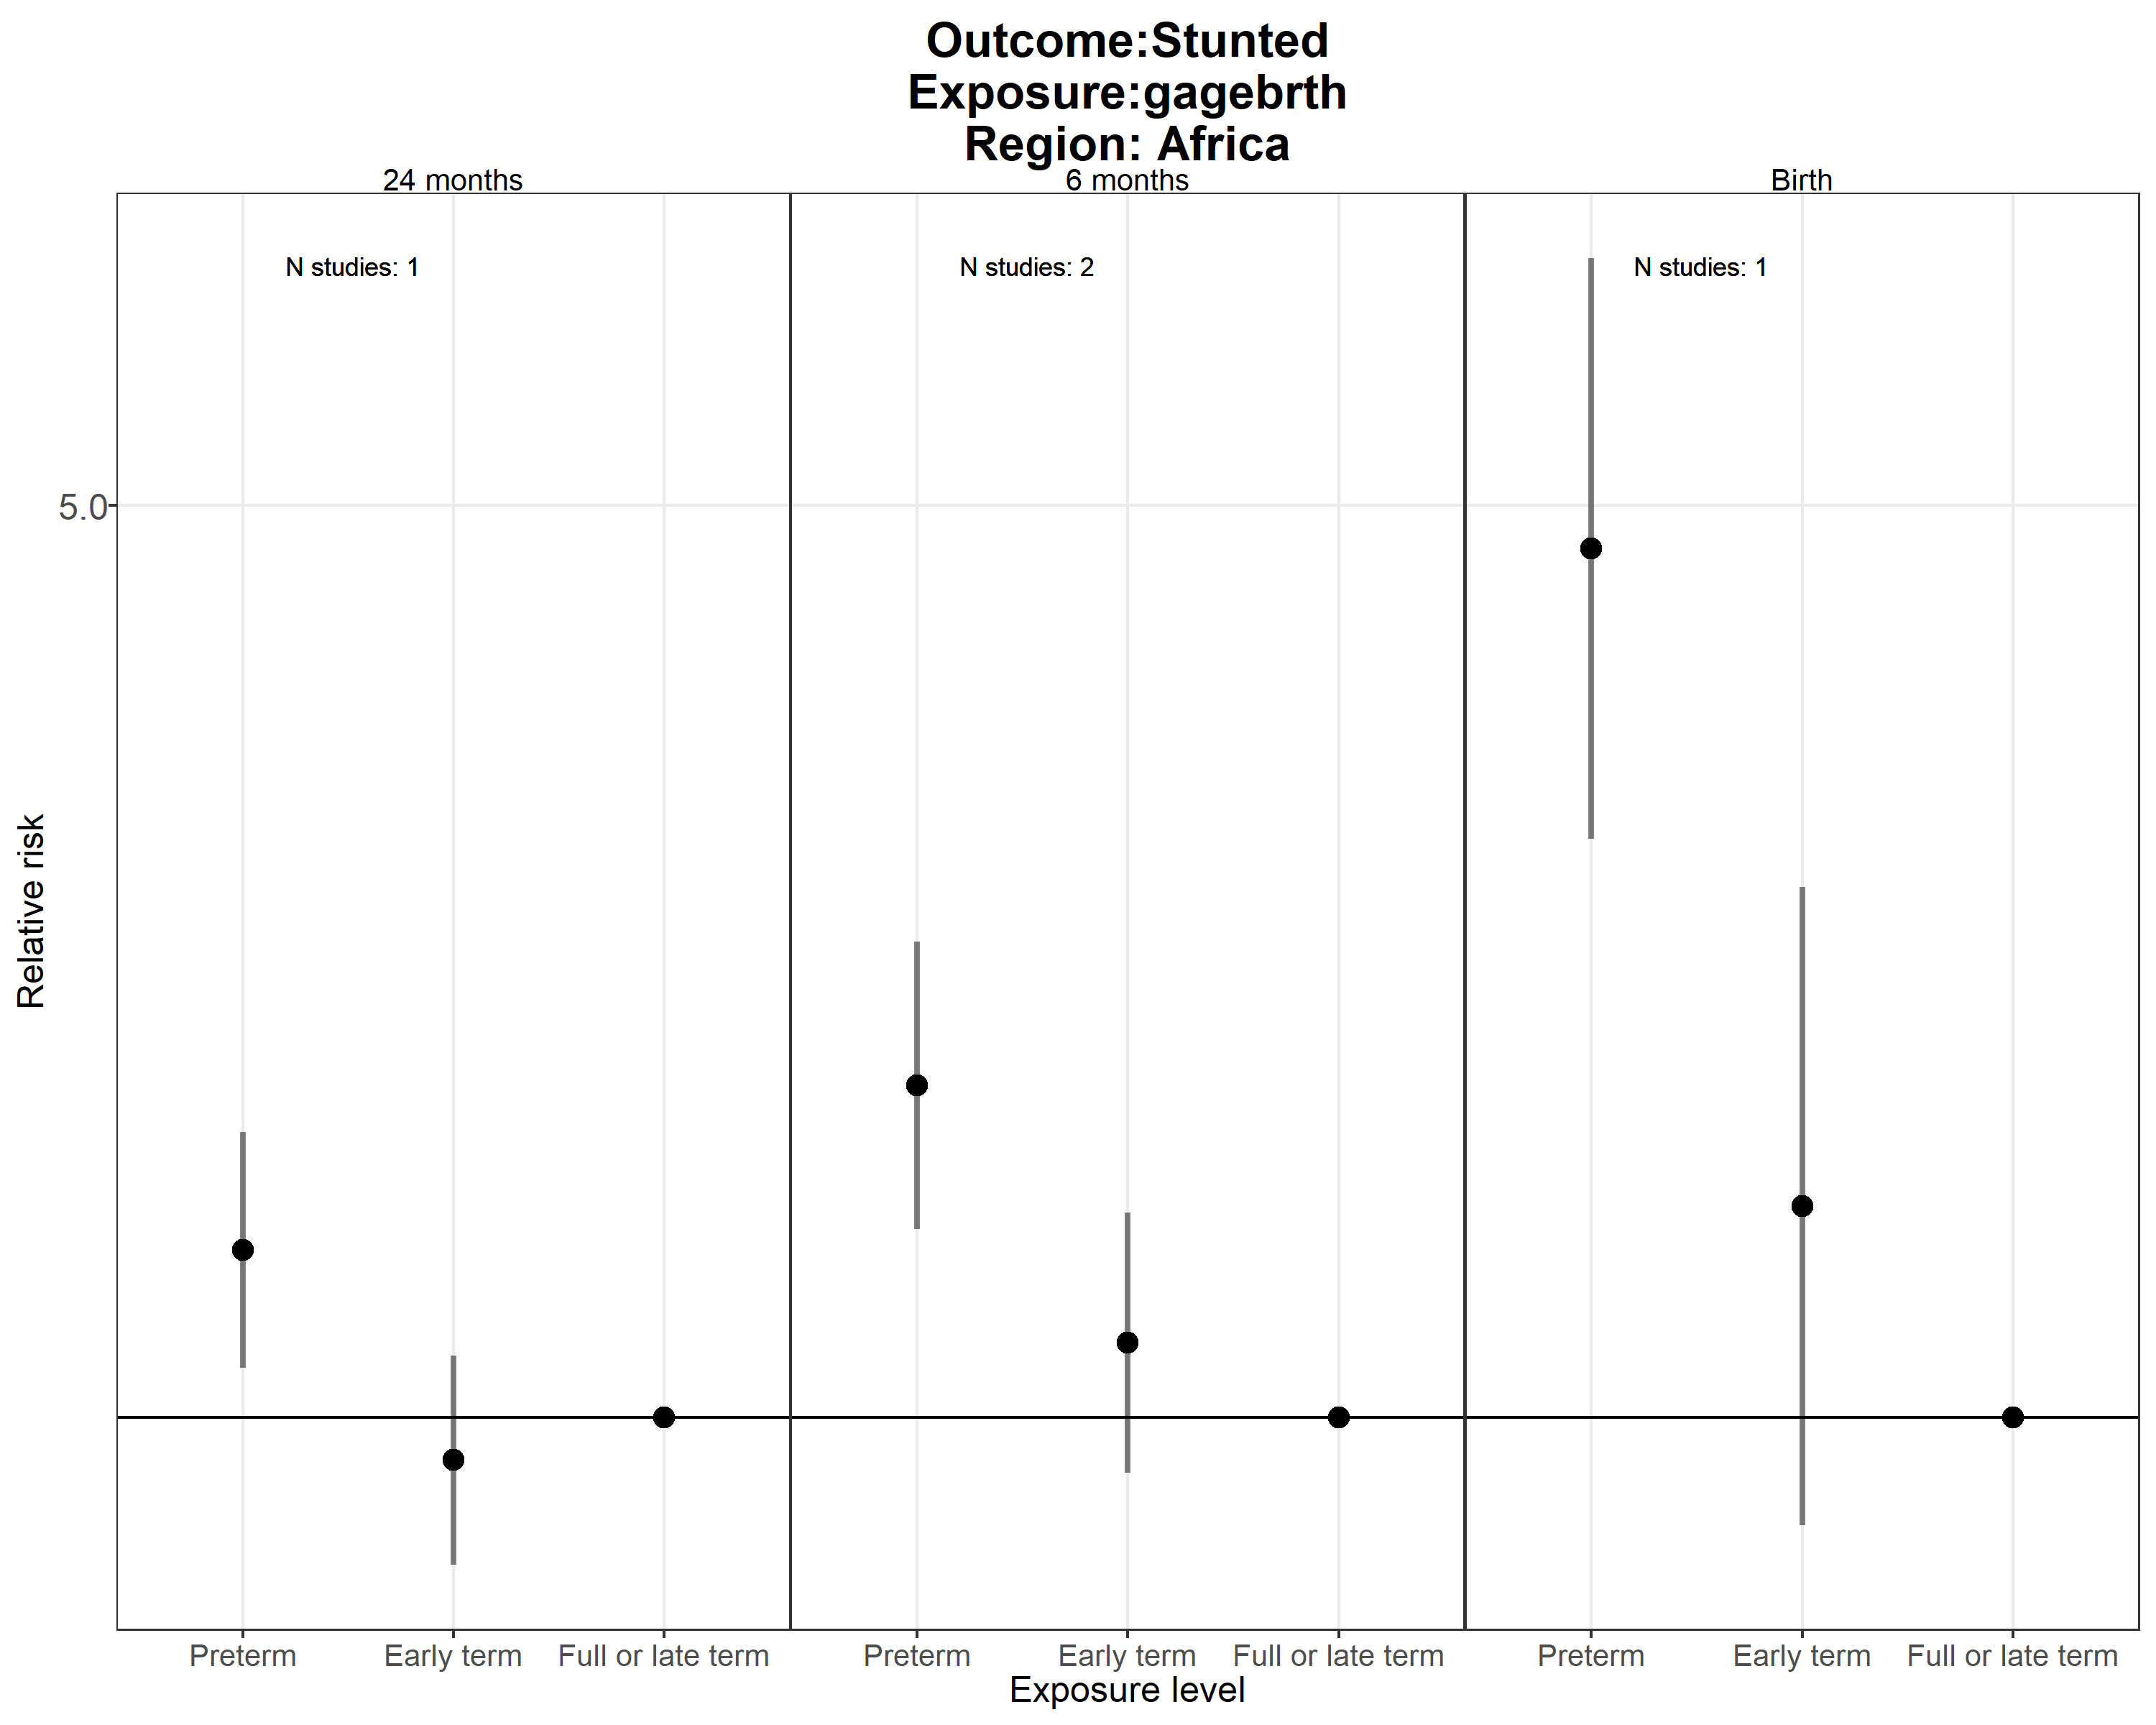 Outcome:Stunted
Exposure:gagebrth
Region: Africa
24 months
6 months
Birth
N studies: 1
N studies: 2
N studies: 1
5.0
Relative risk
Preterm
Early term
Full or late term
Preterm
Early term
Full or late term
Preterm
Early term
Full or late term
Exposure level